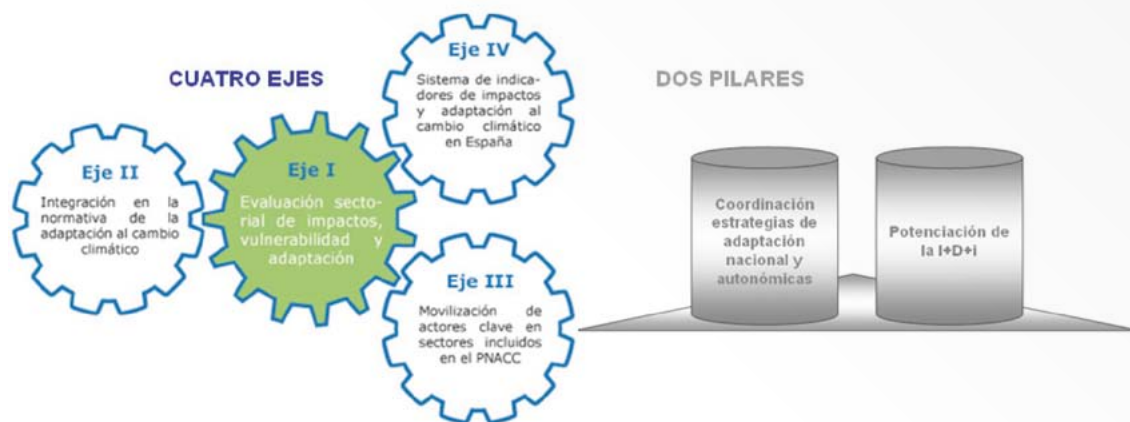 CUATRO EJES
Eje IV
Sistema de indica-
dores de impactos
y adaptación al
cambio climático
en España
Eje II
Integración en la
normativa de la
adaptación al cambio
climático
Eje I
Evaluación secto-
rial de impactos,
vulnerabilidad y
adaptación
Eje III
Movilización de
actores clave en
sectores incluidos
en el PNACC
DOS PILARES
Coordinación
estrategias de
adaptación
nacional y
autonómicas
Potenciación de
la I+D+i